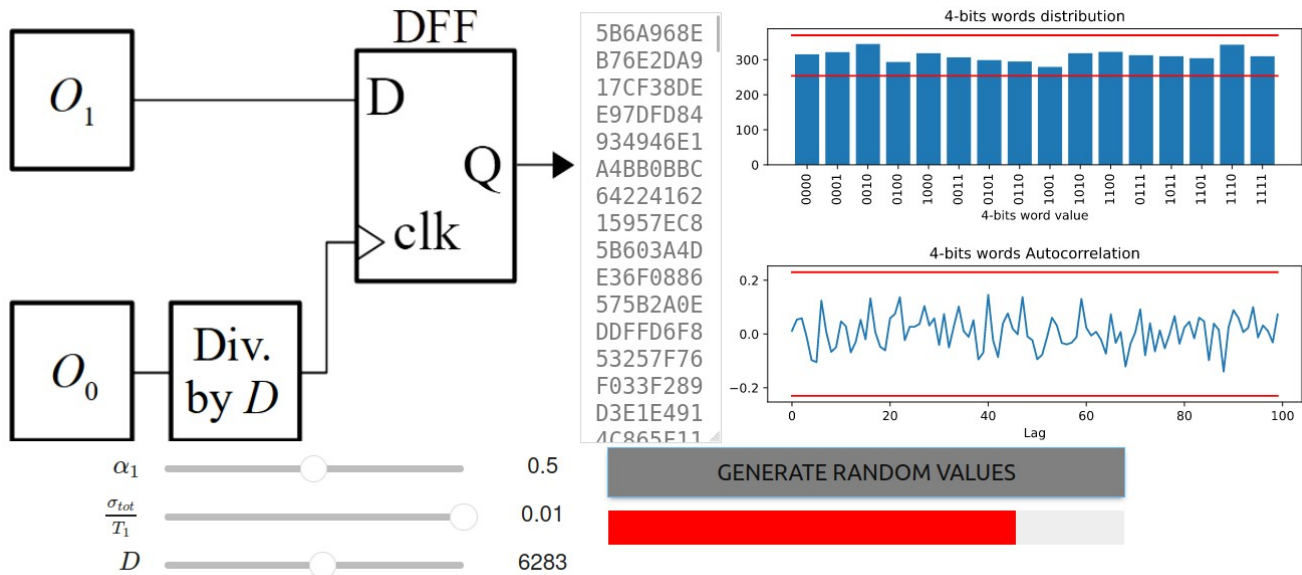 O1
DFF
D
Q
clk
O0
Div.
by D
5B6A968E
B76E2DA9
17CF38DE
E97DFD84
934946E1
A4BB0BBC
64224162
15957EC8
5B603A4D
E36F0886
575B2A0E
DDFFD6F8
53257F76
F033F289
D3E1E491
4C865F11
4-bits words distribution
300
200
100
0
0000 0001 0010 0100 1000 0011 0101 0110 1001 1010 1100 0111 1011 1101 1110 1111
4-bits word value
4-bits words Autocorrelation
0.2
0.0
−0.2
0 20 40 60 80 100
Lag
α1 0.5
σtot/T1 0.01
D 6283
GENERATE RANDOM VALUES